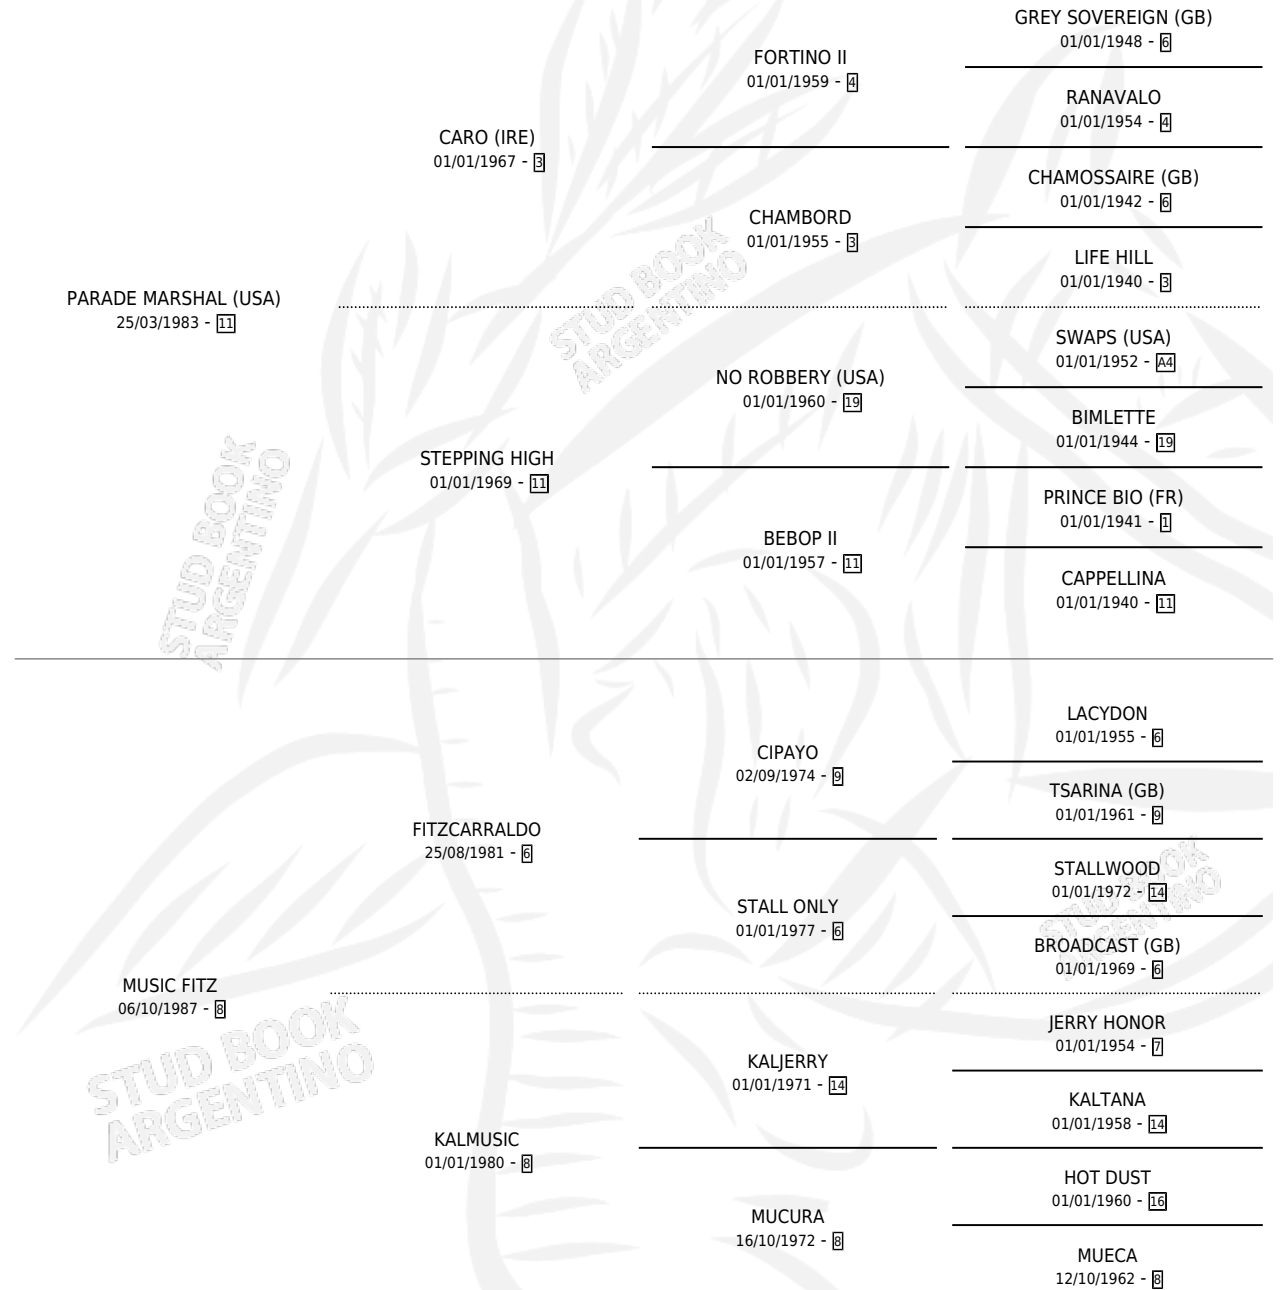 GREY SOVEREIGN (GB)
01/01/1948 - 6
FORTINO II
01/01/1959 - 4
RANAVALO
01/01/1954 - 4
CARO (IRE)
01/01/1967 - 3
CHAMOSSAIRE (GB)
01/01/1942 - 6
CHAMBORD
01/01/1955 - 3
LIFE HILL
01/01/1940 - 3
PARADE MARSHAL (USA)
25/03/1983 - 11
SWAPS (USA)
01/01/1952 - A4
NO ROBBERY (USA)
01/01/1960 - 19
BIMLETTE
01/01/1944 - 19
STEPPING HIGH
01/01/1969 - 11
PRINCE BIO (FR)
01/01/1941 - 1
BEBOP II
01/01/1957 - 11
CAPPELLINA
01/01/1940 - 11
LACYDON
01/01/1955 - 6
CIPAYO
02/09/1974 - 9
TSARINA (GB)
01/01/1961 - 9
FITZCARRALDO
25/08/1981 - 6
STALLWOOD
01/01/1972 - 14
STALL ONLY
01/01/1977 - 6
BROADCAST (GB)
01/01/1969 - 6
MUSIC FITZ
06/10/1987 - 8
JERRY HONOR
01/01/1954 - 7
KALJERRY
01/01/1971 - 14
KALTANA
01/01/1958 - 14
KALMUSIC
01/01/1980 - 8
HOT DUST
01/01/1960 - 16
MUCURA
16/10/1972 - 8
MUECA
12/10/1962 - 8
STUD BOOK
ARGENTINO
STUD BOOK
ARGENTINO
STUD BOOK
ARGENTINO
STUD BOOK
ARGENTINO